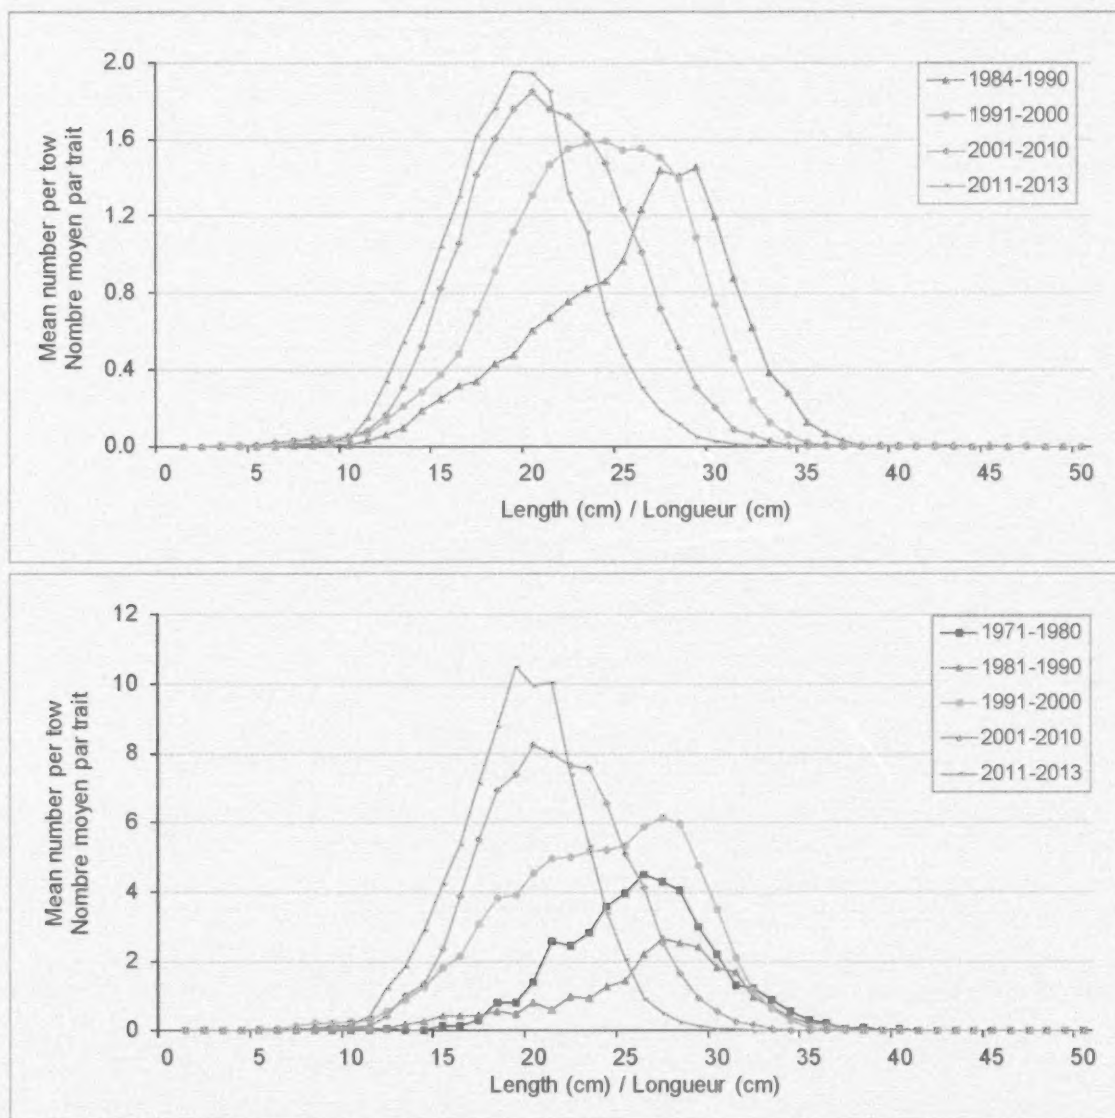 Mean number per tow
Nombre moyen par trait
2.0
1.6
1.2
0.8
0.4
0.0
0 5 10 15 20 25 30 35 40 45 50
Length (cm) / Longueur (cm)
1984-1990
1991-2000
2001-2010
2011-2013
Mean number per tow
Nombre moyen par trait
12
10
8
6
4
2
0
0 5 10 15 20 25 30 35 40 45 50
Length (cm) / Longueur (cm)
1971-1980
1981-1990
1991-2000
2001-2010
2011-2013